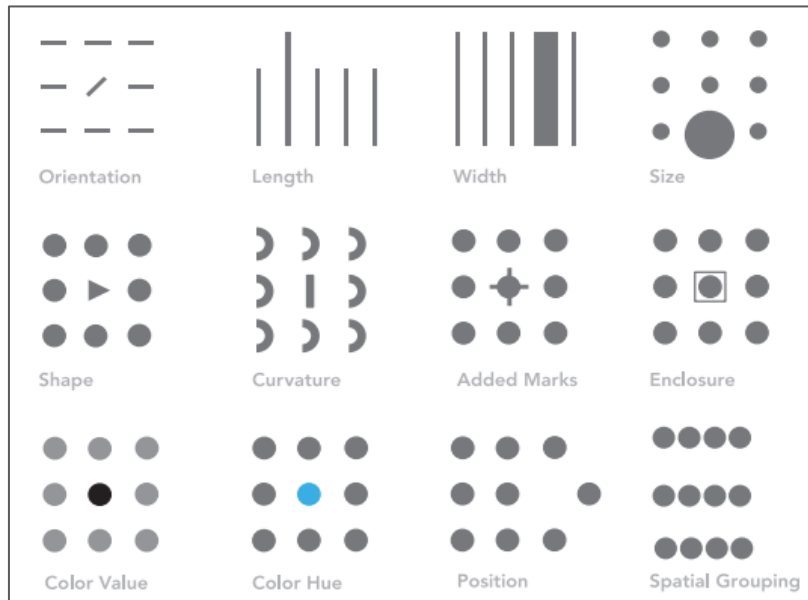 Orientation
Length
Width
Size
Shape
Curvature
Added Marks
Enclosure
Color Value
Color Hue
Position
Spatial Grouping